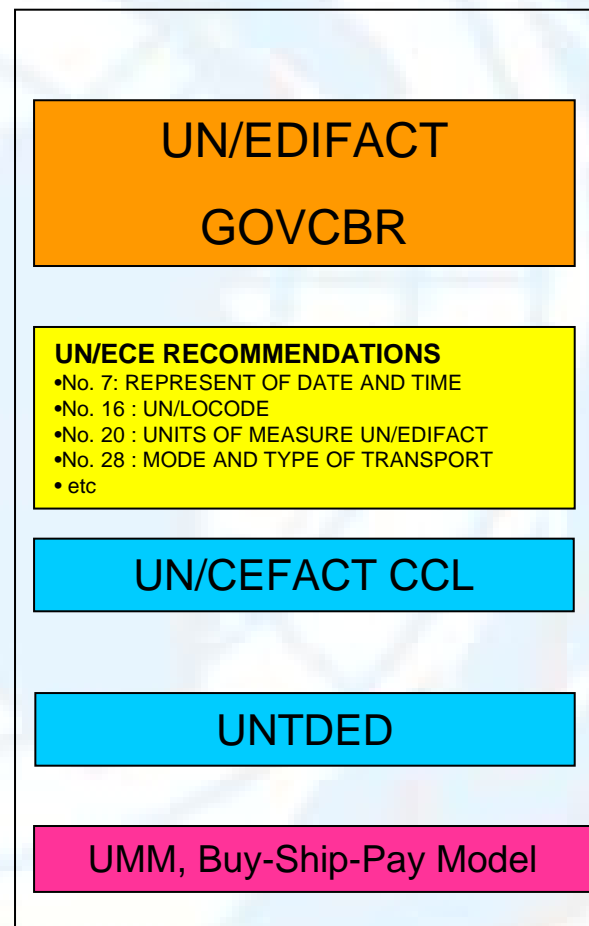 UN/EDIFACT
GOVCBR
UN/ECE RECOMMENDATIONS
•No. 7: REPRESENT OF DATE AND TIME
•No. 16 : UN/LOCODE
•No. 20 : UNITS OF MEASURE UN/EDIFACT
•No. 28 : MODE AND TYPE OF TRANSPORT
• etc
UN/CEFACT CCL
UNTDED
UMM, Buy-Ship-Pay Model